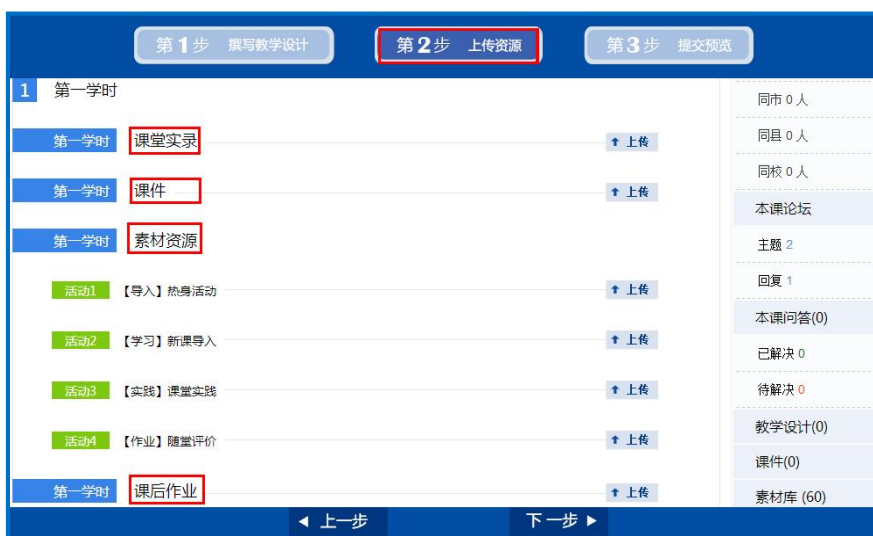 第1步 撰写教学设计
第2步 上传资源
第3步 提交预览
1 第一学时
第一学时 课堂实录 上传
第一学时 课件 上传
第一学时 素材资源
活动1 【导入】热身活动 上传
活动2 【学习】新课导入 上传
活动3 【实践】课堂实践 上传
活动4 【作业】随堂评价 上传
第一学时 课后作业 上传
同市 0 人
同县 0 人
同校 0 人
本课论坛
主题 2
回复 1
本课问答(0)
已解决 0
待解决 0
教学设计(0)
课件(0)
素材库 (60)
上一步
下一步